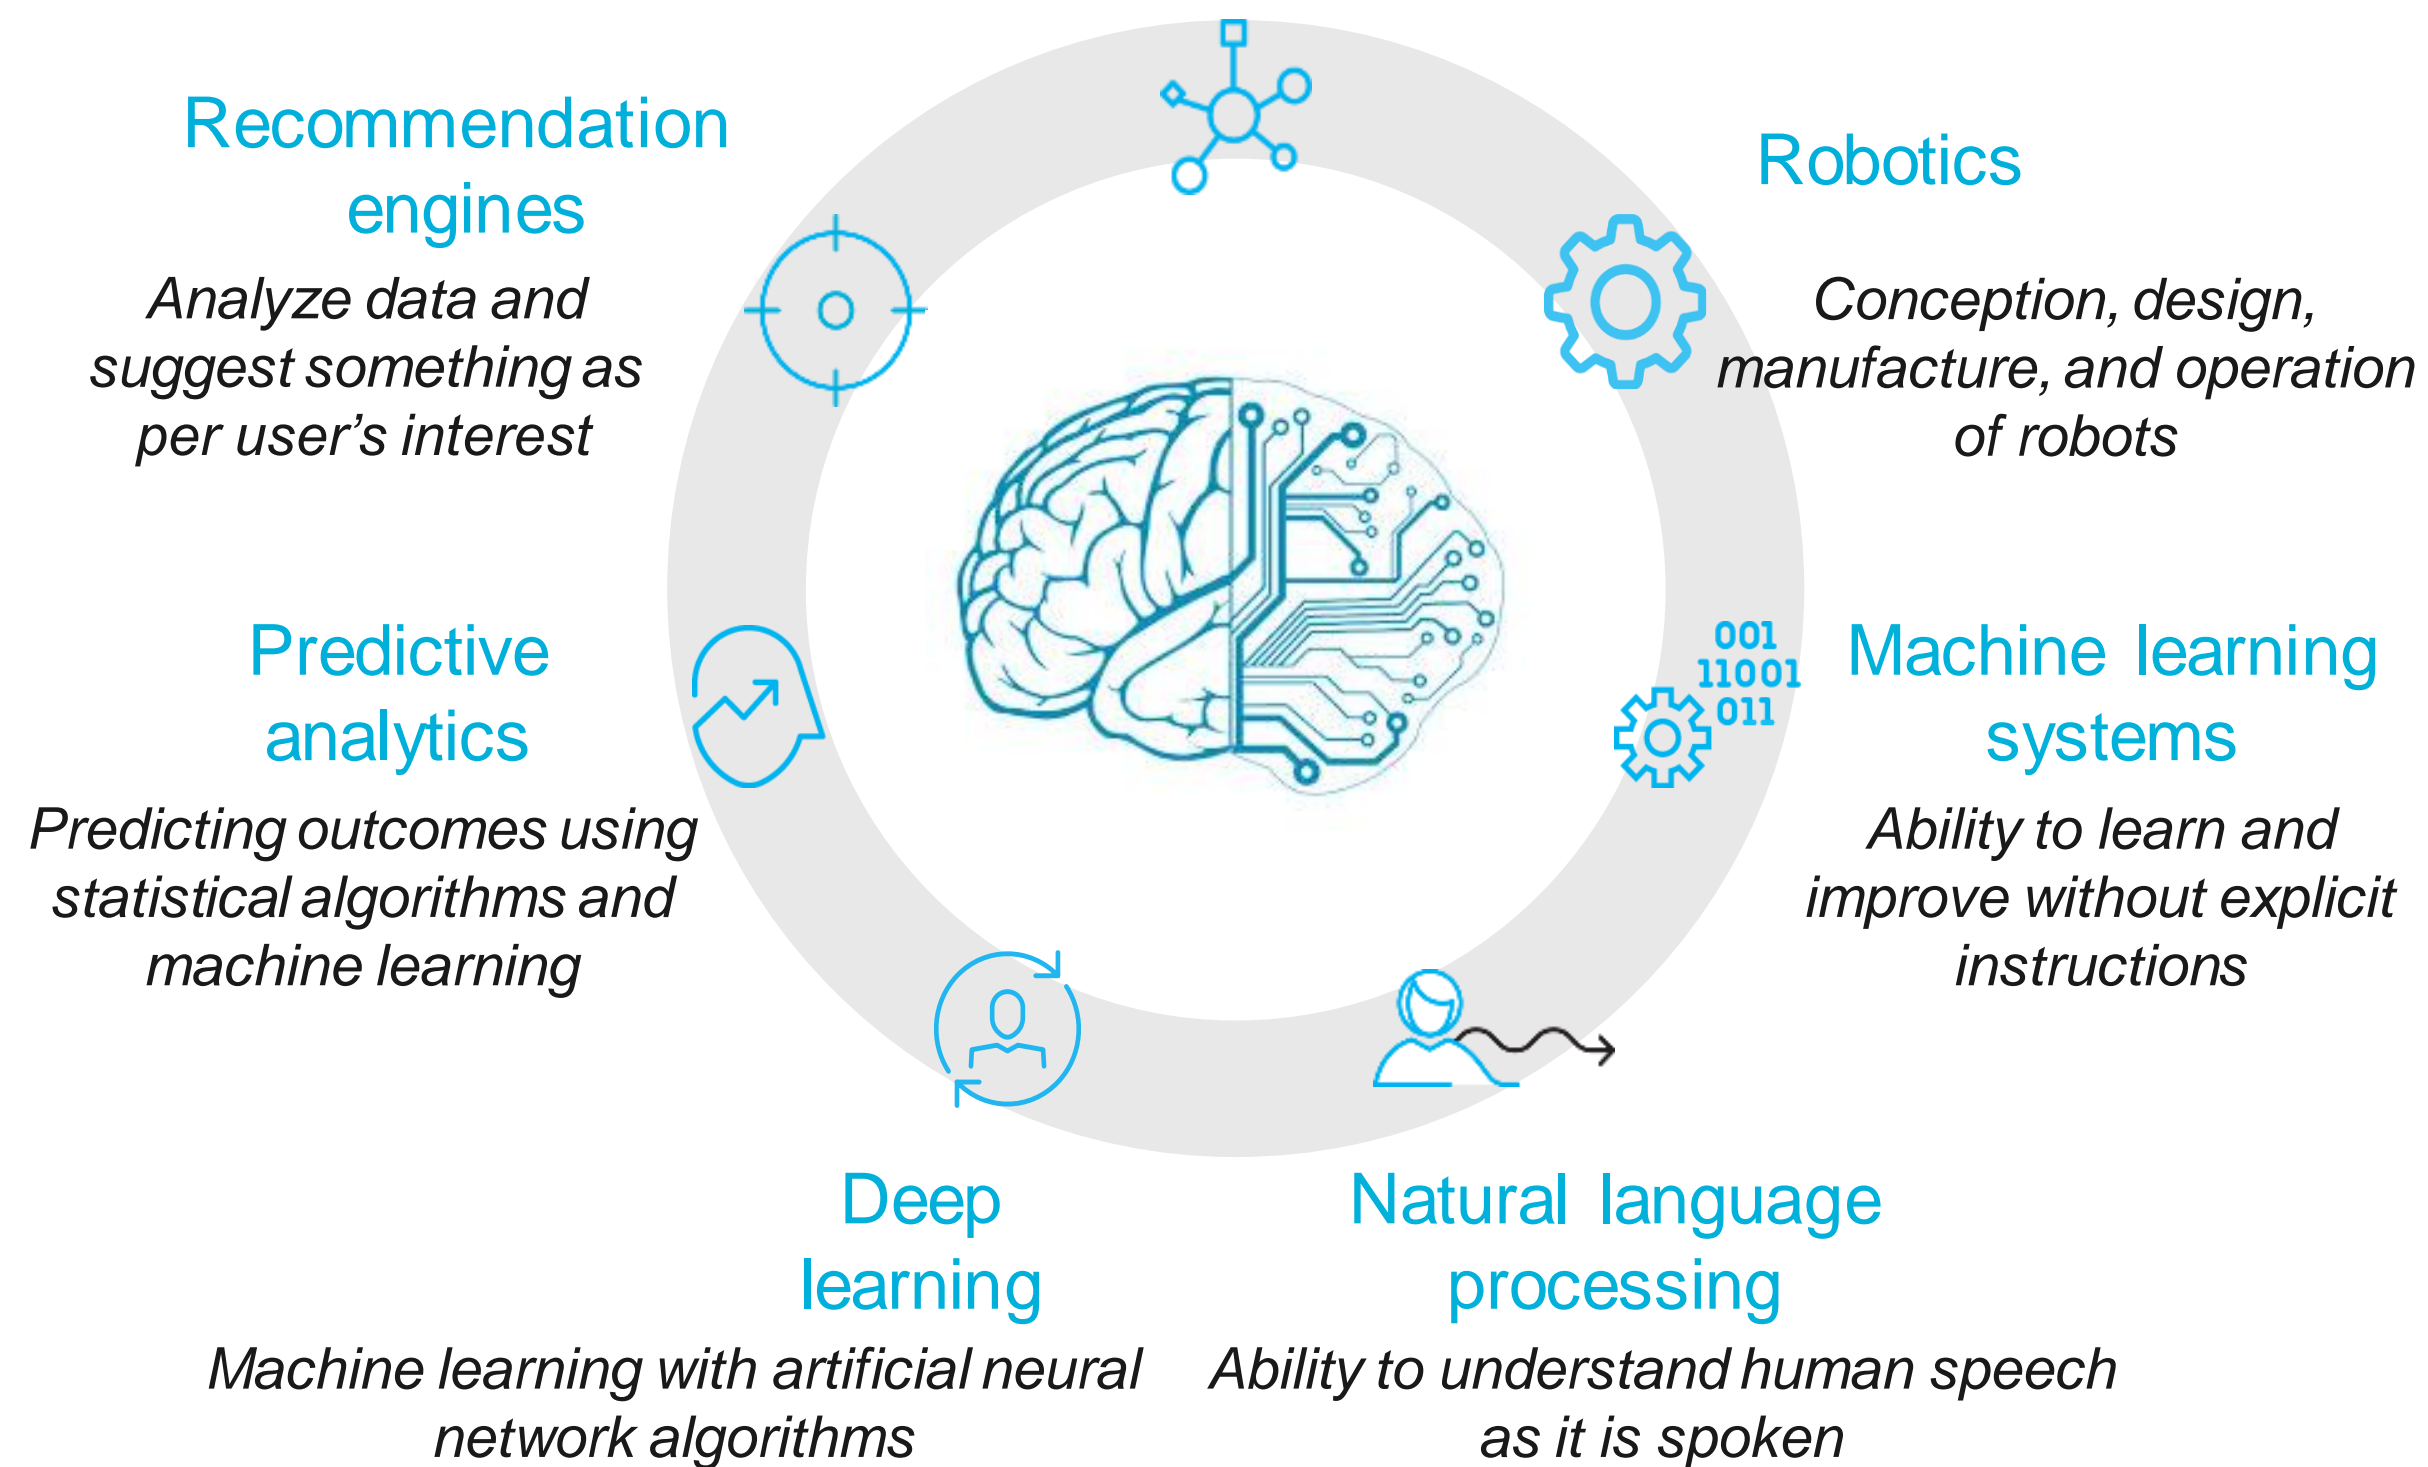 Recommendation
engines
Analyze data and
suggest something as
per user’s interest
Robotics
Conception, design,
manufacture, and operation
of robots
Predictive
analytics
Predicting outcomes using
statistical algorithms and
machine learning
001
11001
011
Machine learning
systems
Ability to learn and
improve without explicit
instructions
Deep
learning
Machine learning with artificial neural
network algorithms
Natural language
processing
Ability to understand human speech
as it is spoken